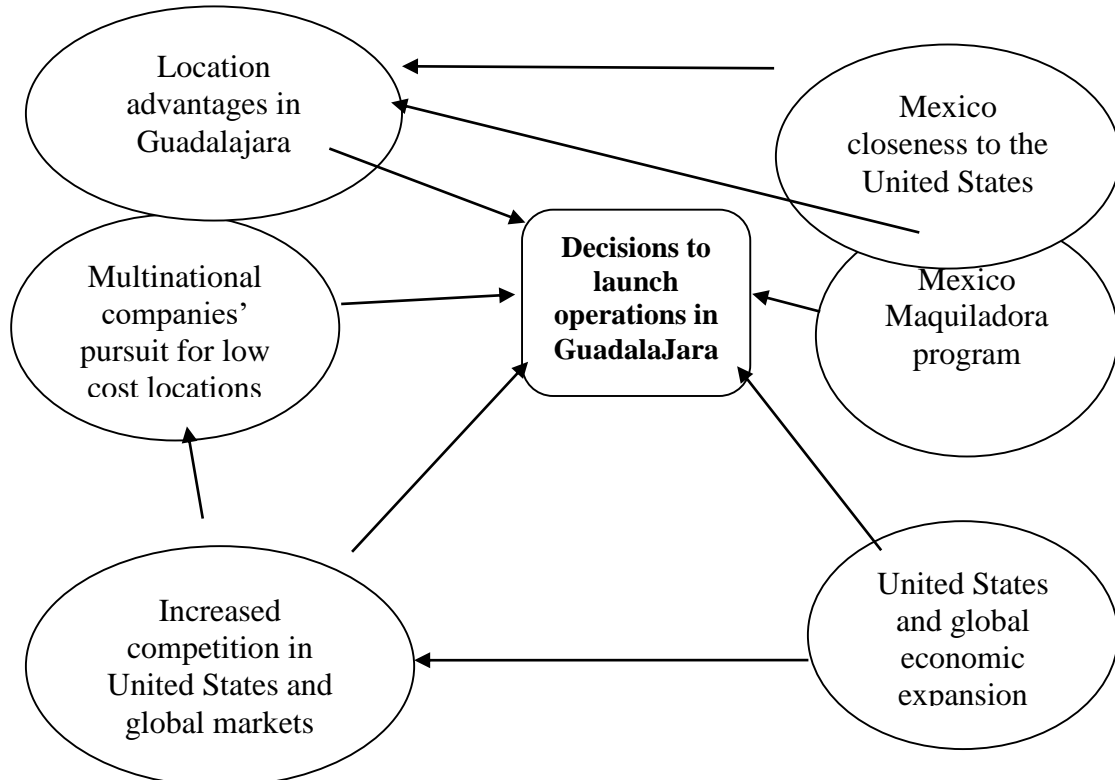 Location
advantages in
Guadalajara
Mexico
closeness to the
United States
Decisions to
launch
operations in
GuadalaJara
Multinational
companies’
pursuit for low
cost locations
Mexico
Maquiladora
program
Increased
competition in
United States and
global markets
United States
and global
economic
expansion